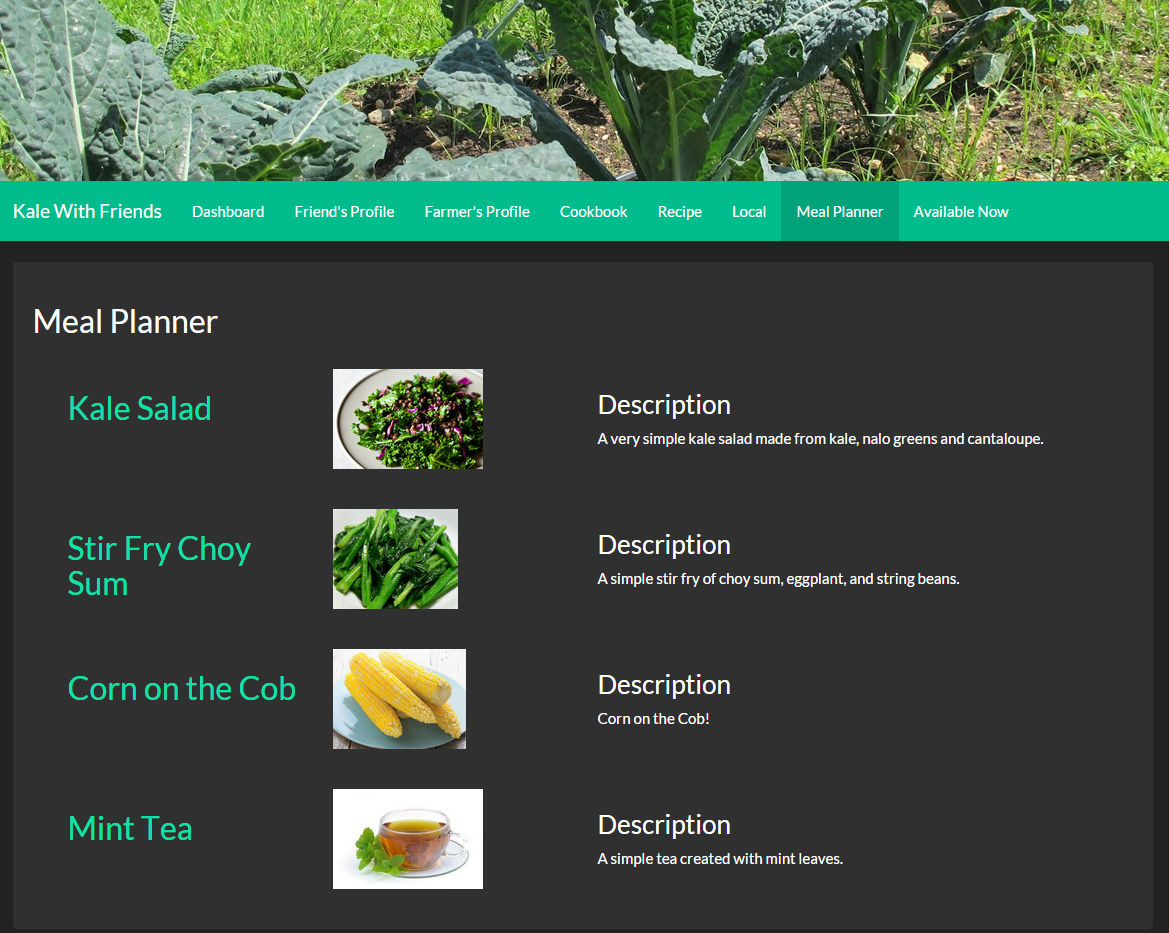 Kale With Friends Dashboard Friend's Profile Farmer's Profile Cookbook Recipe Local Meal Planner Available Now
Meal Planner
Kale Salad
Description
A very simple kale salad made from kale, nalo greens and cantaloupe.
Stir Fry Choy
Sum
Description
A simple stir fry of choy sum, eggplant, and string beans.
Corn on the Cob
Description
Corn on the Cob!
Mint Tea
Description
A simple tea created with mint leaves.